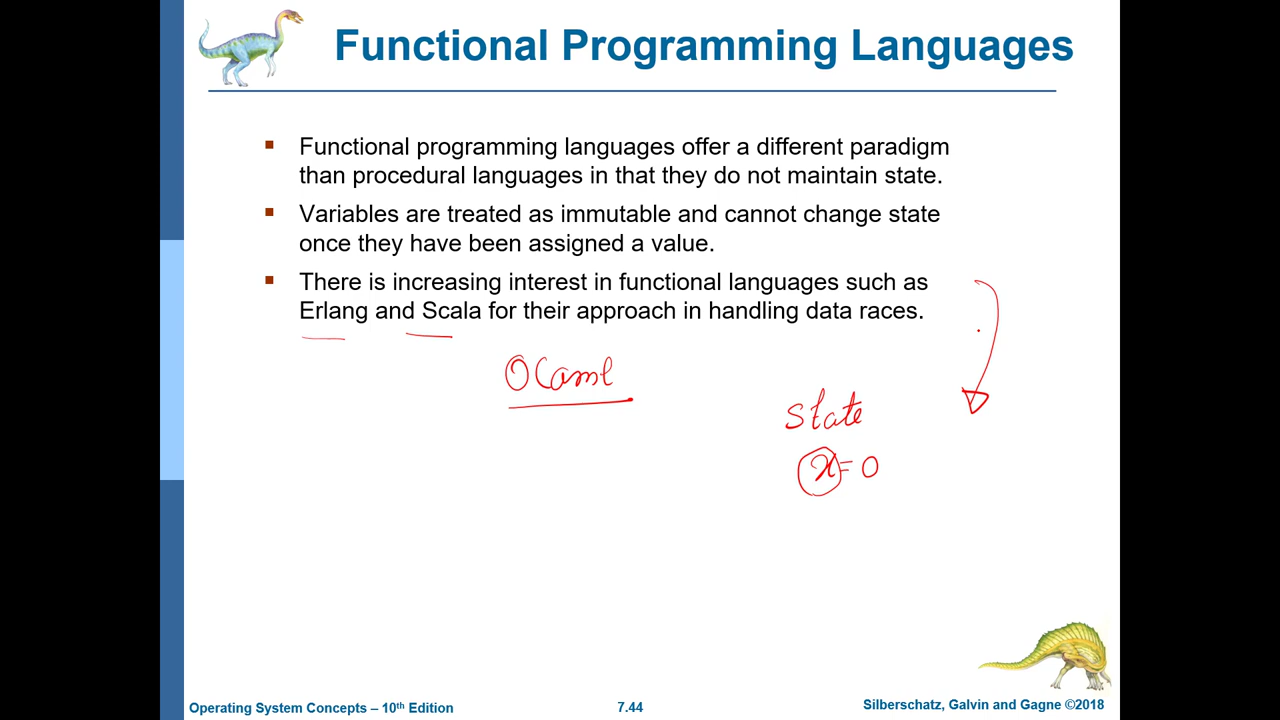 Functional Programming Languages
Functional programming languages offer a different paradigm
than procedural languages in that they do not maintain state.
Variables are treated as immutable and cannot change state
once they have been assigned a value.
There is increasing interest in functional languages such as
Erlang and Scala for their approach in handling data races.
OCaml
State
x = 0
Operating System Concepts – 10th Edition
7.44
Silberschatz, Galvin and Gagne ©2018